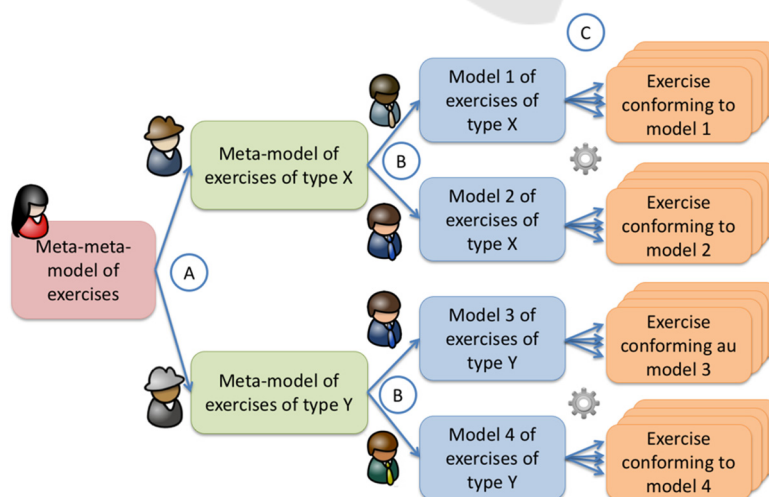 C
Model 1 of
exercises of
type X
Exercise
conforming to
model 1
Meta-model of
exercises of type X
B
Model 2 of
exercises of
type X
Exercise
conforming to
model 2
Meta-meta-
model of
exercises
A
Model 3 of
exercises of
type Y
Exercise
conforming au
model 3
Meta-model of
exercises of type Y
B
Model 4 of
exercises of
type Y
Exercise
conforming to
model 4